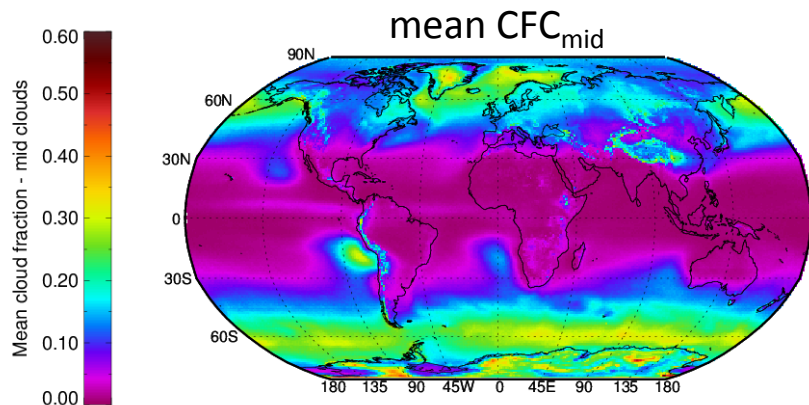 mean CFC_mid
Mean cloud fraction - mid clouds
0.60
0.50
0.40
0.30
0.20
0.10
0.00
90N
60N
30N
0
30S
60S
180 135 90 45W 0 45E 90 135 180